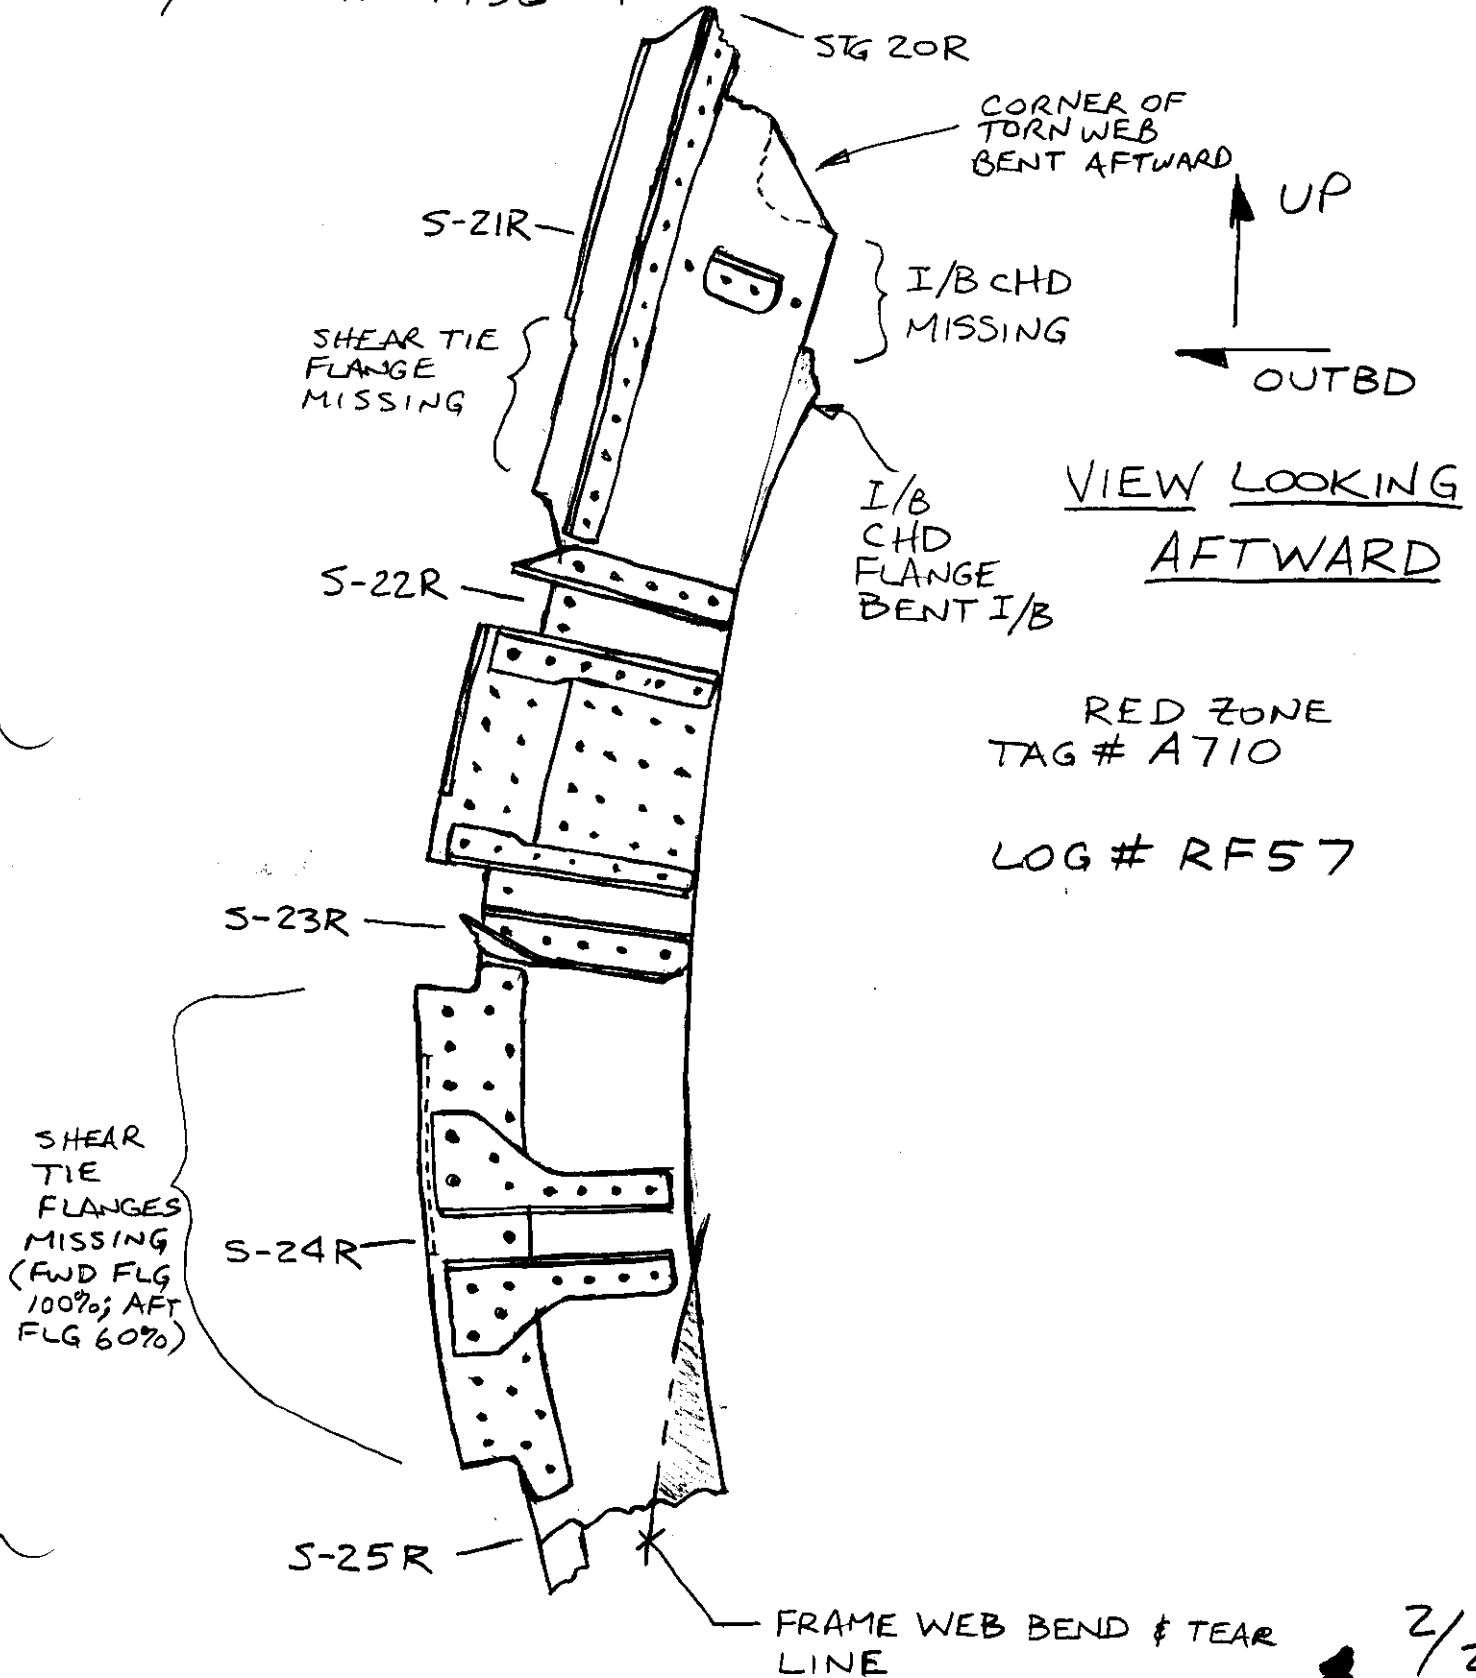 STG 20R
CORNER OF
TORN WEB
BENT AFTWARD
UP
S-21R
I/B CHD
MISSING
SHEAR TIE
FLANGE
MISSING
OUTBD
VIEW LOOKING
AFTWARD
I/B
CHD
FLANGE
BENT I/B
S-22R
RED ZONE
TAG # A710
LOG # RF57
S-23R
SHEAR
TIE
FLANGES
MISSING
(FWD FLG
100%; AFT
FLG 60%)
S-24R
S-25R
FRAME WEB BEND & TEAR
LINE